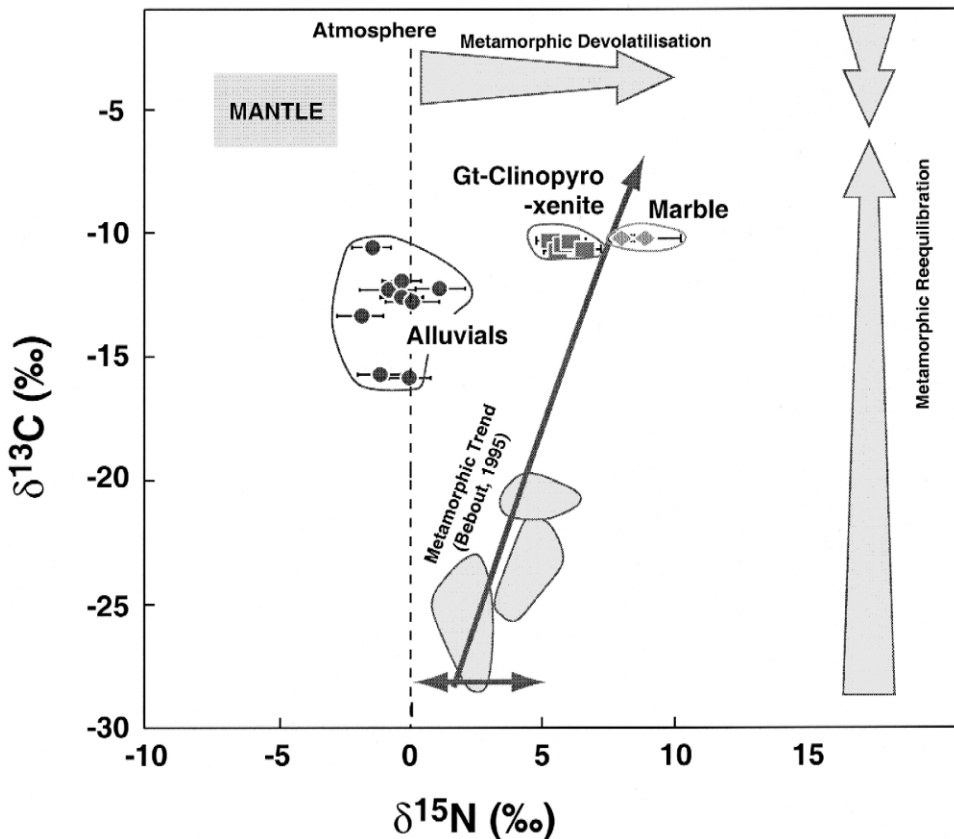 Atmosphere
Metamorphic Devolatilisation
MANTLE
-5
Gt-Clinopyro
-xenite
Marble
-10
Alluvials
-15
Metamorphic Reequilibration
δ13C (‰)
-20
Metamorphic Trend
(Bebout, 1995)
-25
-30
-10
-5
0
5
10
15
δ15N (‰)